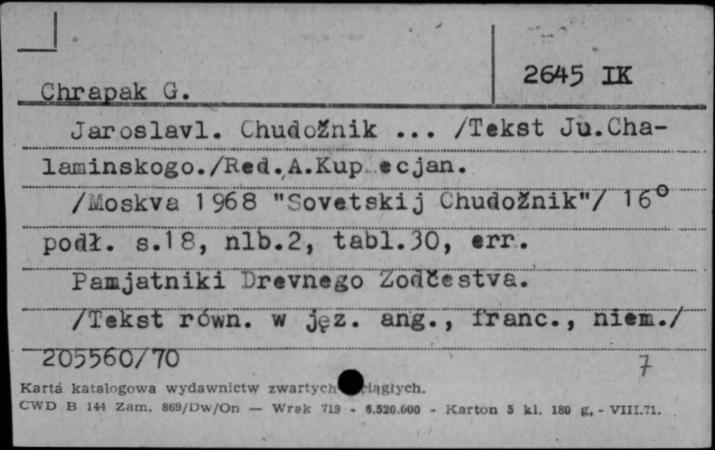 2645 IK
Chrapak G.
Jaroslavl. Chudožnik ... /Tekst Ju.Cha-
laminskogo./Red.A.Kup ecjan.
/Moskva 1968 "Sovetskij Chudožnik"/ 16°
podł. s.18, nlb.2, tabl.30, err.
Pamjatniki Drevnego Zodčestva.
/Tekst równ. w jęz. ang., franc., niem./
205560/70 7
Karta katalogowa wydawnictw zwartych ciągłych.
CWD B 144 Zam. 869/Dw/On — Wrak 719 - 6.520.000 - Karton 5 kl. 180 g, - VIII.71.